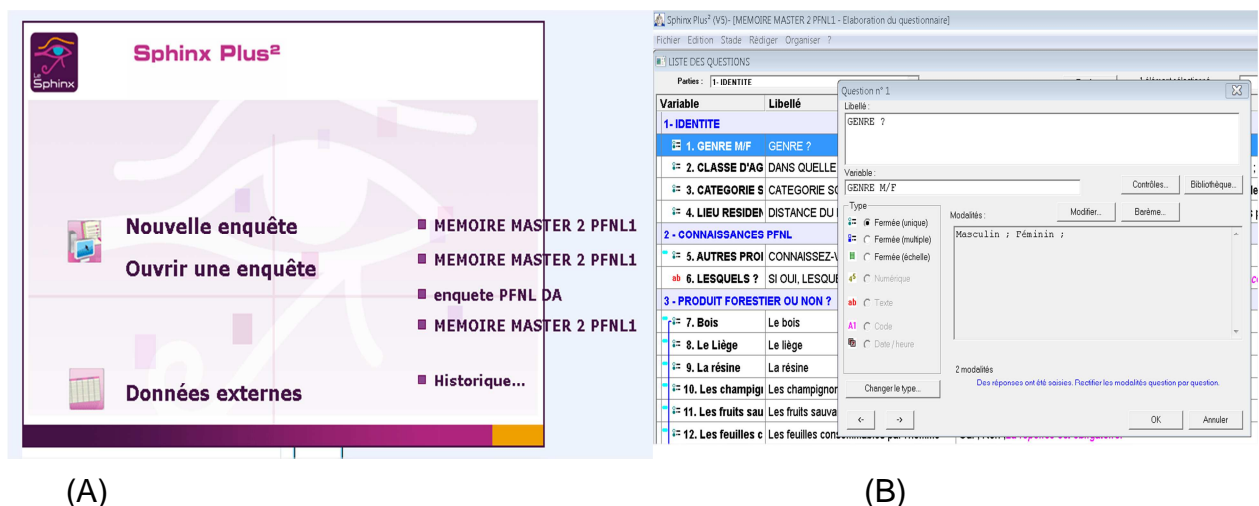 Le
Sphinx
Sphinx Plus²
Nouvelle enquête
Ouvrir une enquête
Données externes
MEMOIRE MASTER 2 PFNL1
MEMOIRE MASTER 2 PFNL1
enquete PFNL DA
MEMOIRE MASTER 2 PFNL1
Historique...
(A)
Sphinx Plus² (V5)- [MEMOIRE MASTER 2 PFNL1 - Elaboration du questionnaire]
Fichier Edition Stade Rédiger Organiser ?
LISTE DES QUESTIONS
Parties : 1- IDENTITE
Variable Libellé
1- IDENTITE
1. GENRE M/F GENRE ?
2. CLASSE D'AG DANS QUELLE
3. CATEGORIE S CATEGORIE SO
4. LIEU RESIDEN DISTANCE DU
2 - CONNAISSANCES PFNL
5. AUTRES PROI CONNAISSEZ-V
ab 6. LESQUELS ? SI OUI, LESQUE
3 - PRODUIT FORESTIER OU NON ?
7. Bois Le bois
8. Le Liège Le liège
9. La résine La résine
10. Les champig Les champignon
11. Les fruits sau Les fruits sauva
12. Les feuilles c Les feuilles consommables par l'homme
Question n° 1
Libellé :
GENRE ?
Variable :
GENRE M/F
Contrôles... Bibliothèque...
Type
Fermée (unique)
Fermée (multiple)
Fermée (échelle)
Numérique
ab Texte
A1 Code
Date / heure
Modalités : Modifier... Barème...
Masculin ; Féminin ;
2 modalités
Des réponses ont été saisies. Rectifier les modalités question par question.
Changer le type...
<- ->
OK Annuler
(B)